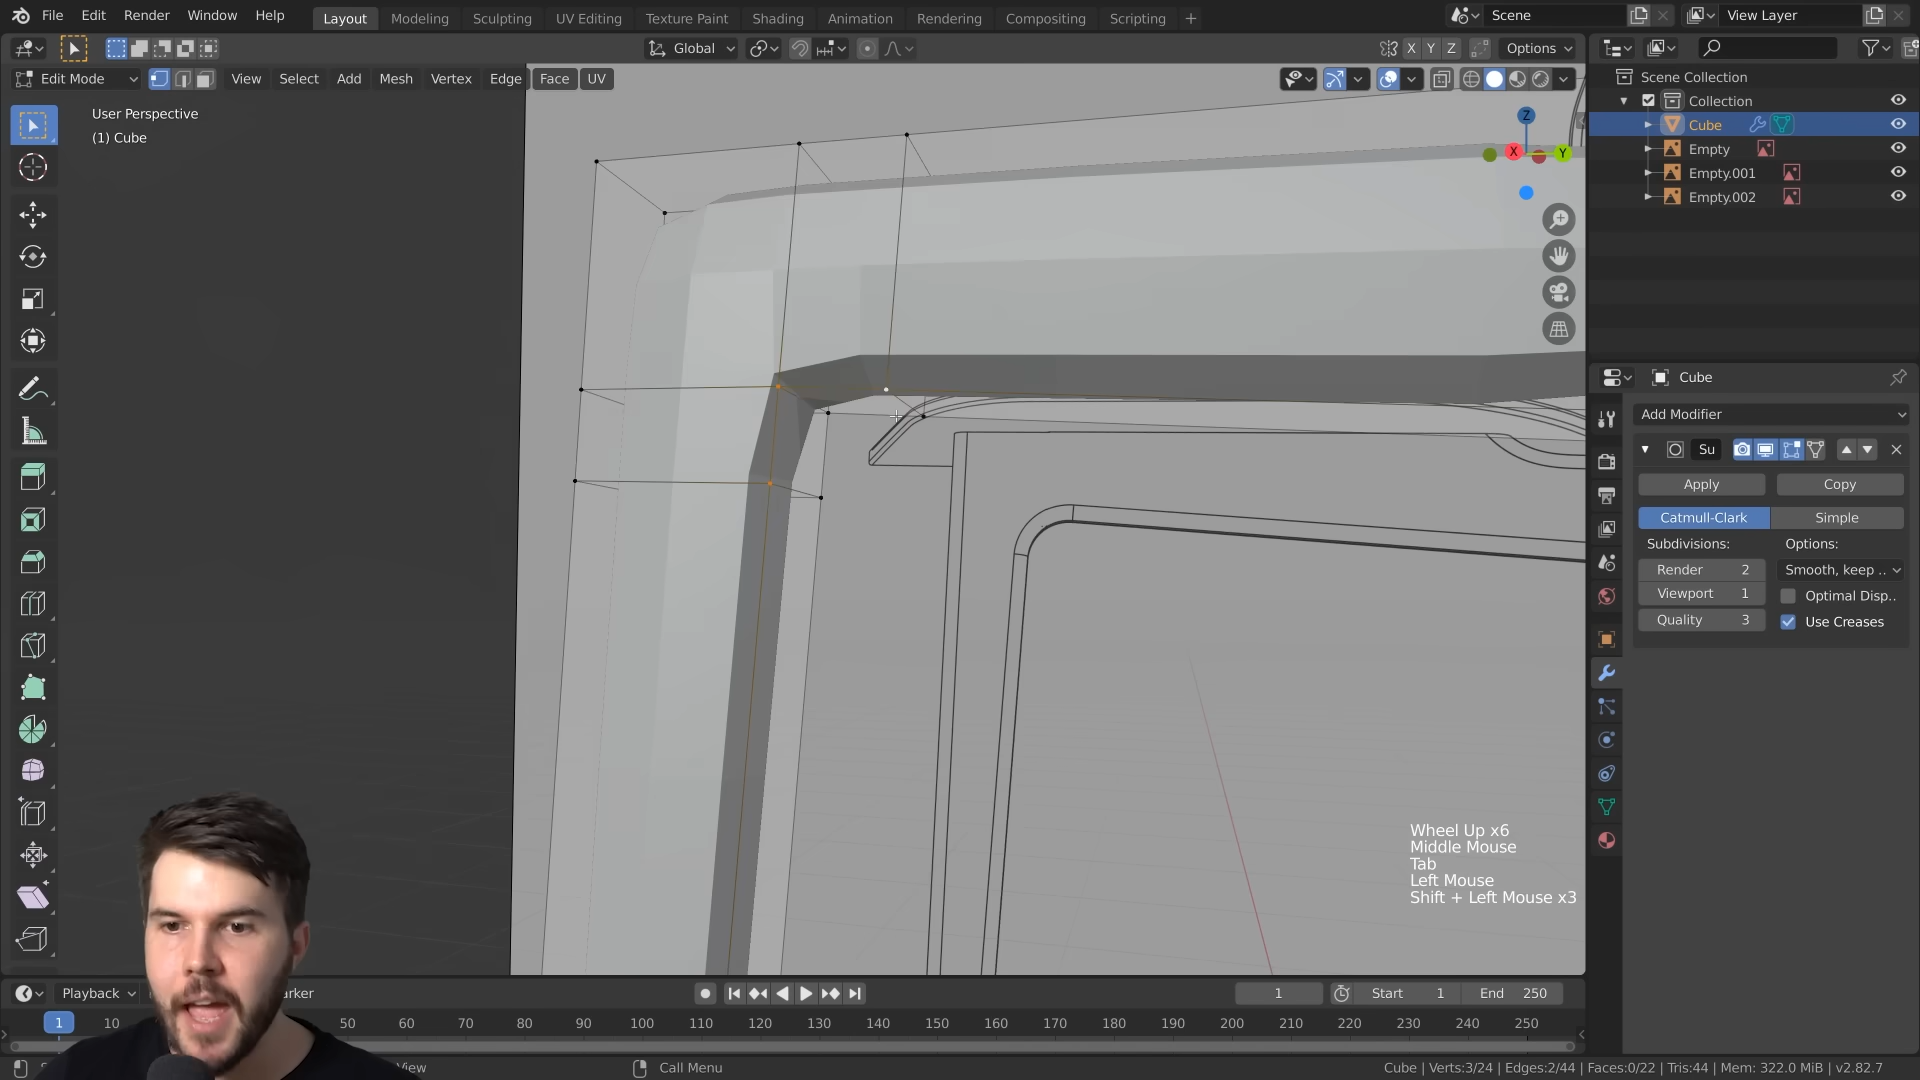 File Edit Render Window Help Layout Modeling Sculpting UV Editing Texture Paint Shading Animation Rendering Compositing Scripting + Scene View Layer
Global X Y Z Options
Edit Mode View Select Add Mesh Vertex Edge Face UV
User Perspective
(1) Cube
Z
X
Y
Scene Collection
Collection
Cube
Empty
Empty.001
Empty.002
Cube
Add Modifier
Su
Apply Copy
Catmull-Clark Simple
Subdivisions: Options:
Render 2 Smooth, keep ..
Viewport 1 Optimal Disp..
Quality 3 Use Creases
Wheel Up x6
Middle Mouse
Tab
Left Mouse
Shift + Left Mouse x3
Playback arker 1 Start 1 End 250
1 10 50 60 70 80 90 100 110 120 130 140 150 160 170 180 190 200 210 220 230 240 250
View Call Menu Cube | Verts:3/24 | Edges:2/44 | Faces:0/22 | Tris:44 | Mem: 322.0 MiB | v2.82.7